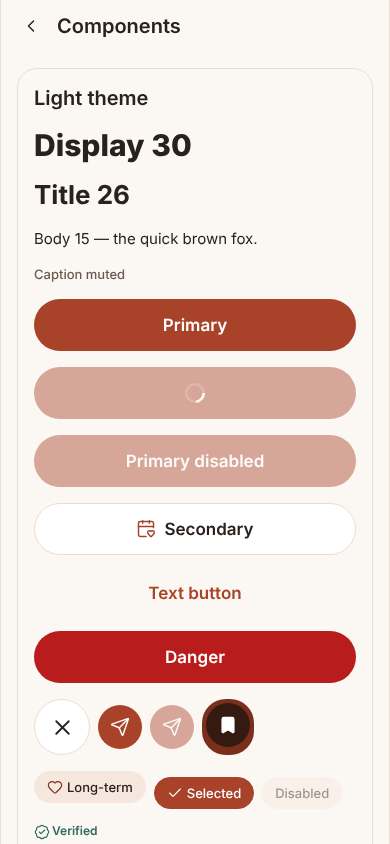 Components
Light theme
Display 30
Title 26
Body 15 — the quick brown fox.
Caption muted
Primary
Primary disabled
Secondary
Text button
Danger
Long-term
Selected
Disabled
Verified